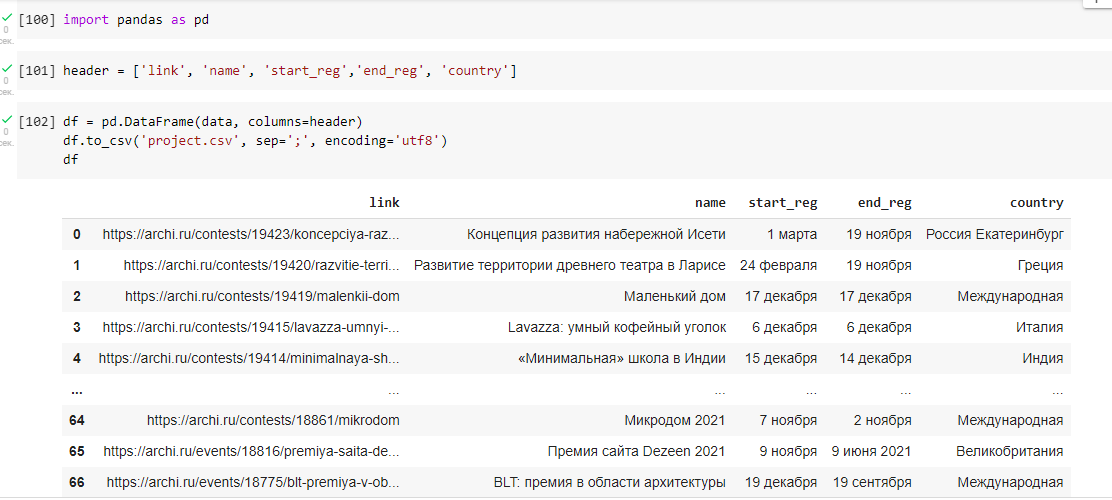 [100] import pandas as pd
0
сек.
[101] header = ['link', 'name', 'start_reg','end_reg', 'country']
0
сек.
[102] df = pd.DataFrame(data, columns=header)
0 df.to_csv('project.csv', sep=';', encoding='utf8')
сек. df
link name start_reg end_reg country
0 https://archi.ru/contests/19423/koncepciya-raz... Концепция развития набережной Исети 1 марта 19 ноября Россия Екатеринбург
1 https://archi.ru/contests/19420/razvitie-terri... Развитие территории древнего театра в Ларисе 24 февраля 19 ноября Греция
2 https://archi.ru/contests/19419/malenkii-dom Маленький дом 17 декабря 17 декабря Международная
3 https://archi.ru/contests/19415/lavazza-umnyi-... Lavazza: умный кофейный уголок 6 декабря 6 декабря Италия
4 https://archi.ru/contests/19414/minimalnaya-sh... «Минимальная» школа в Индии 15 декабря 14 декабря Индия
... ... ... ... ... ...
64 https://archi.ru/contests/18861/mikrodom Микродом 2021 7 ноября 2 ноября Международная
65 https://archi.ru/events/18816/premiya-saita-de... Премия сайта Dezeen 2021 9 ноября 9 июня 2021 Великобритания
66 https://archi.ru/events/18775/blt-premiya-v-ob... BLT: премия в области архитектуры 19 декабря 19 сентября Международная